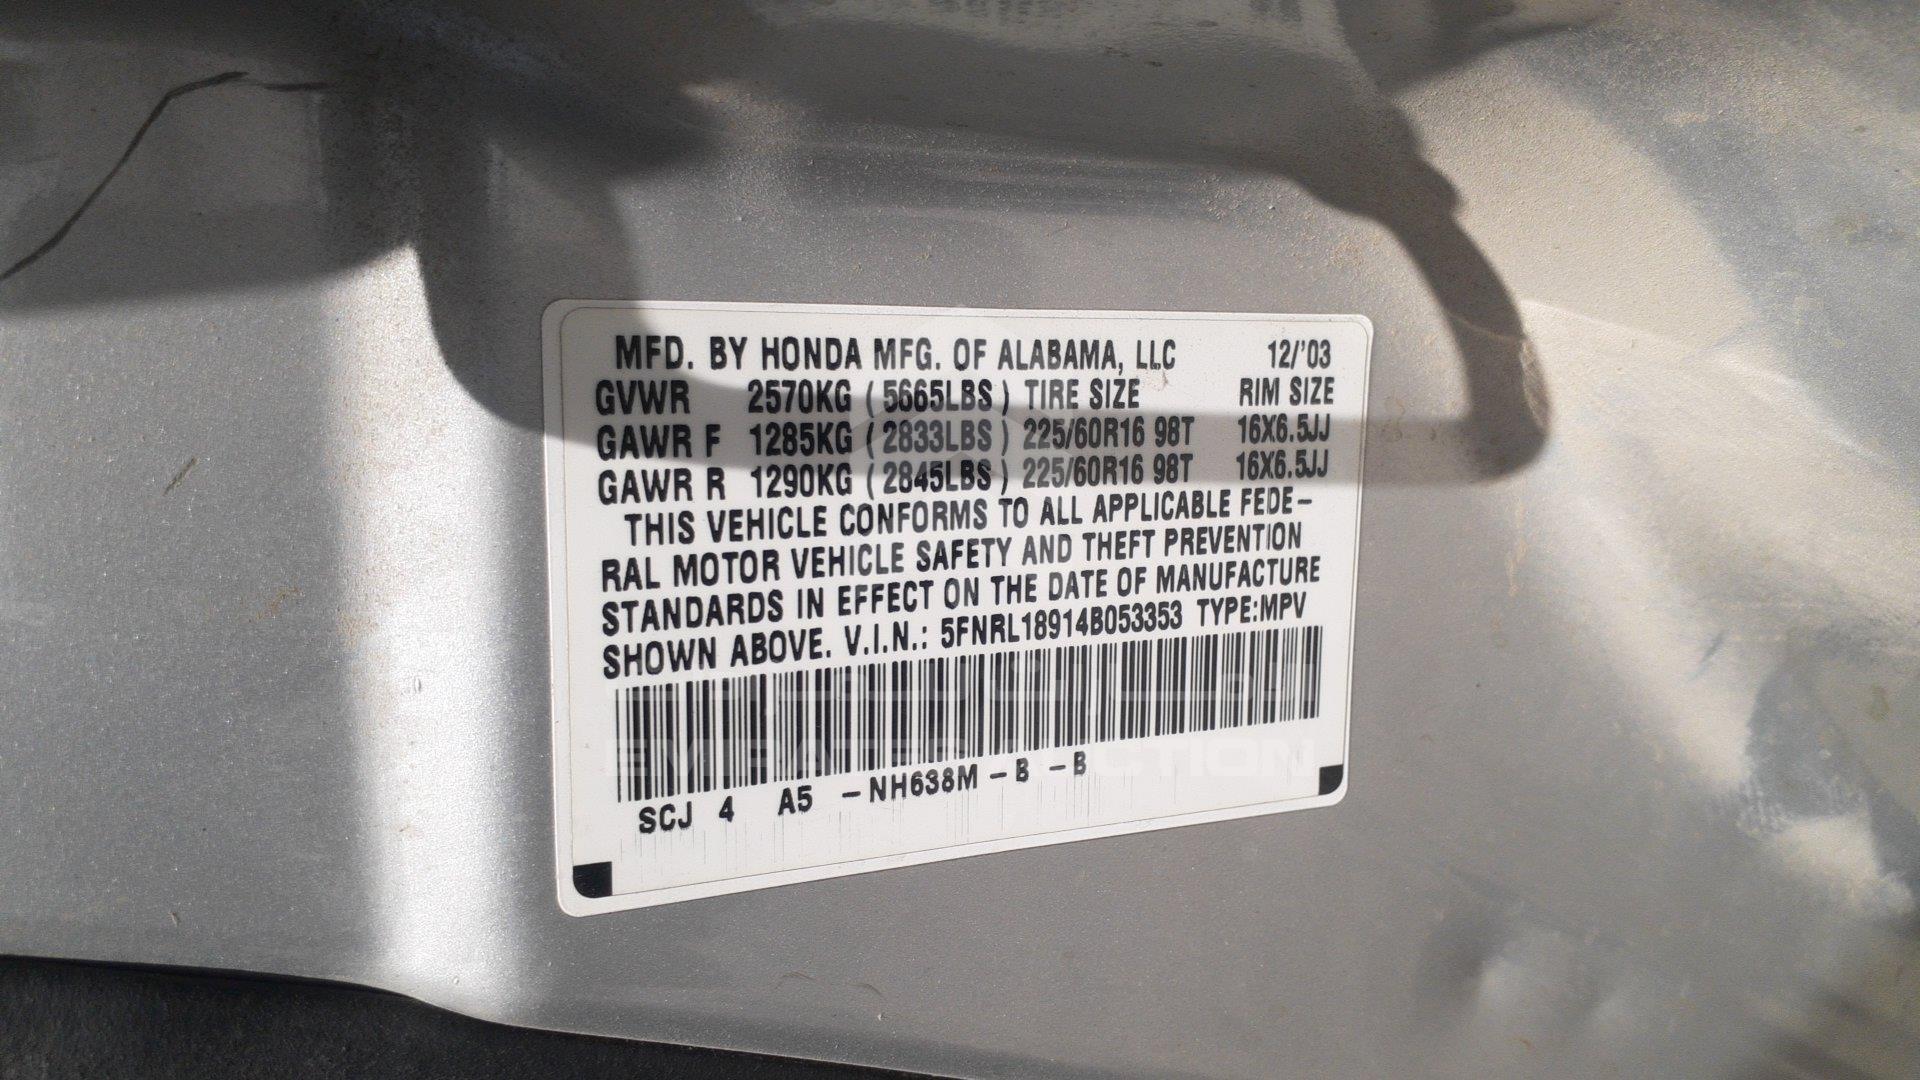 MFD. BY HONDA MFG. OF ALABAMA, LLC 12/'03
GVWR 2570KG (5665LBS) TIRE SIZE RIM SIZE
GAWR F 1285KG (2833LBS) 225/60R16 98T 16X6.5JJ
GAWR R 1290KG (2845LBS) 225/60R16 98T 16X6.5JJ
THIS VEHICLE CONFORMS TO ALL APPLICABLE FEDE-
RAL MOTOR VEHICLE SAFETY AND THEFT PREVENTION
STANDARDS IN EFFECT ON THE DATE OF MANUFACTURE
SHOWN ABOVE. V.I.N.: 5FNRL18914B053353 TYPE:MPV
EMIRATES AUCTION
SCJ 4 A5 -NH638M -B -B